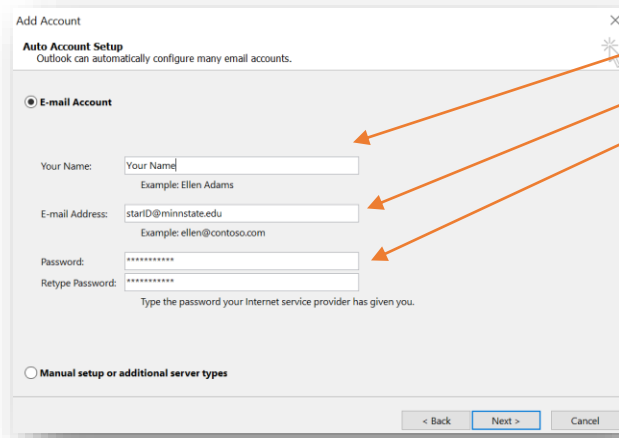 Add Account
Auto Account Setup
Outlook can automatically configure many email accounts.
E-mail Account
Your Name: Your Name
Example: Ellen Adams
E-mail Address: starID@minnstate.edu
Example: ellen@contoso.com
Password: ***********
Retype Password: ***********
Type the password your Internet service provider has given you.
Manual setup or additional server types
< Back Next > Cancel